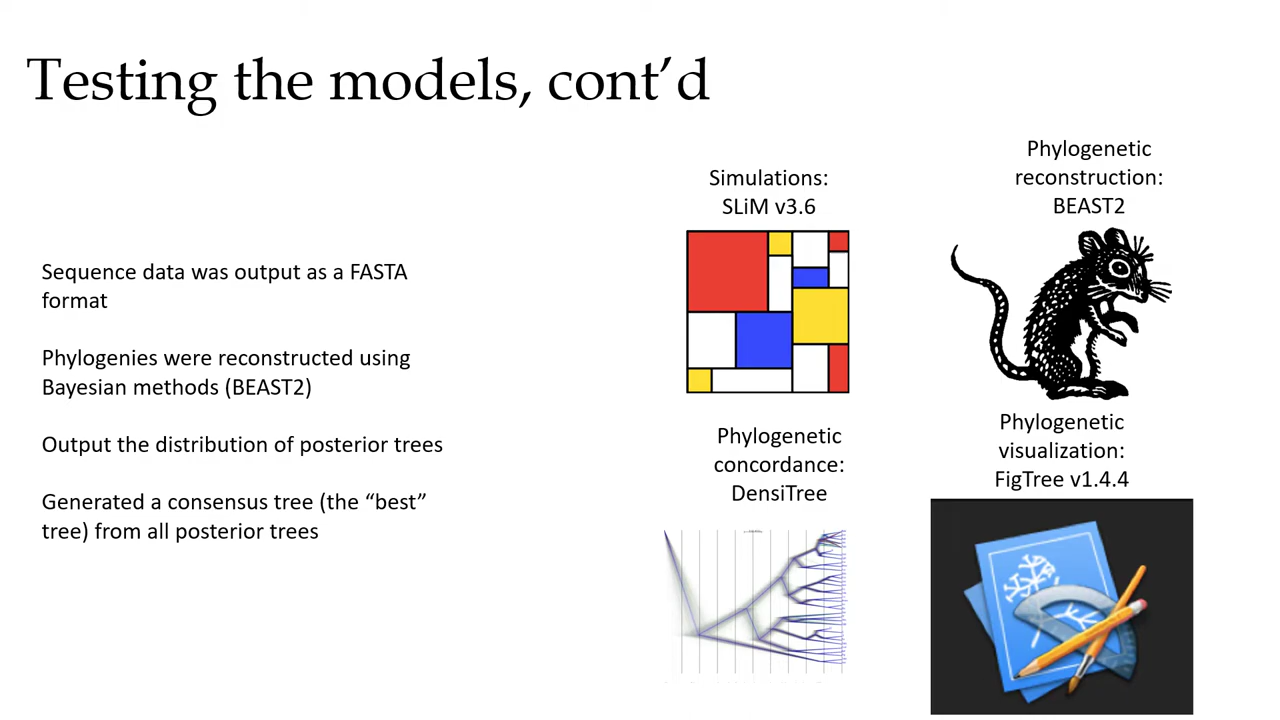 Testing the models, cont’d
Sequence data was output as a FASTA
format
Phylogenies were reconstructed using
Bayesian methods (BEAST2)
Output the distribution of posterior trees
Generated a consensus tree (the “best”
tree) from all posterior trees
Simulations:
SLiM v3.6
Phylogenetic
reconstruction:
BEAST2
Phylogenetic
concordance:
DensiTree
Phylogenetic
visualization:
FigTree v1.4.4